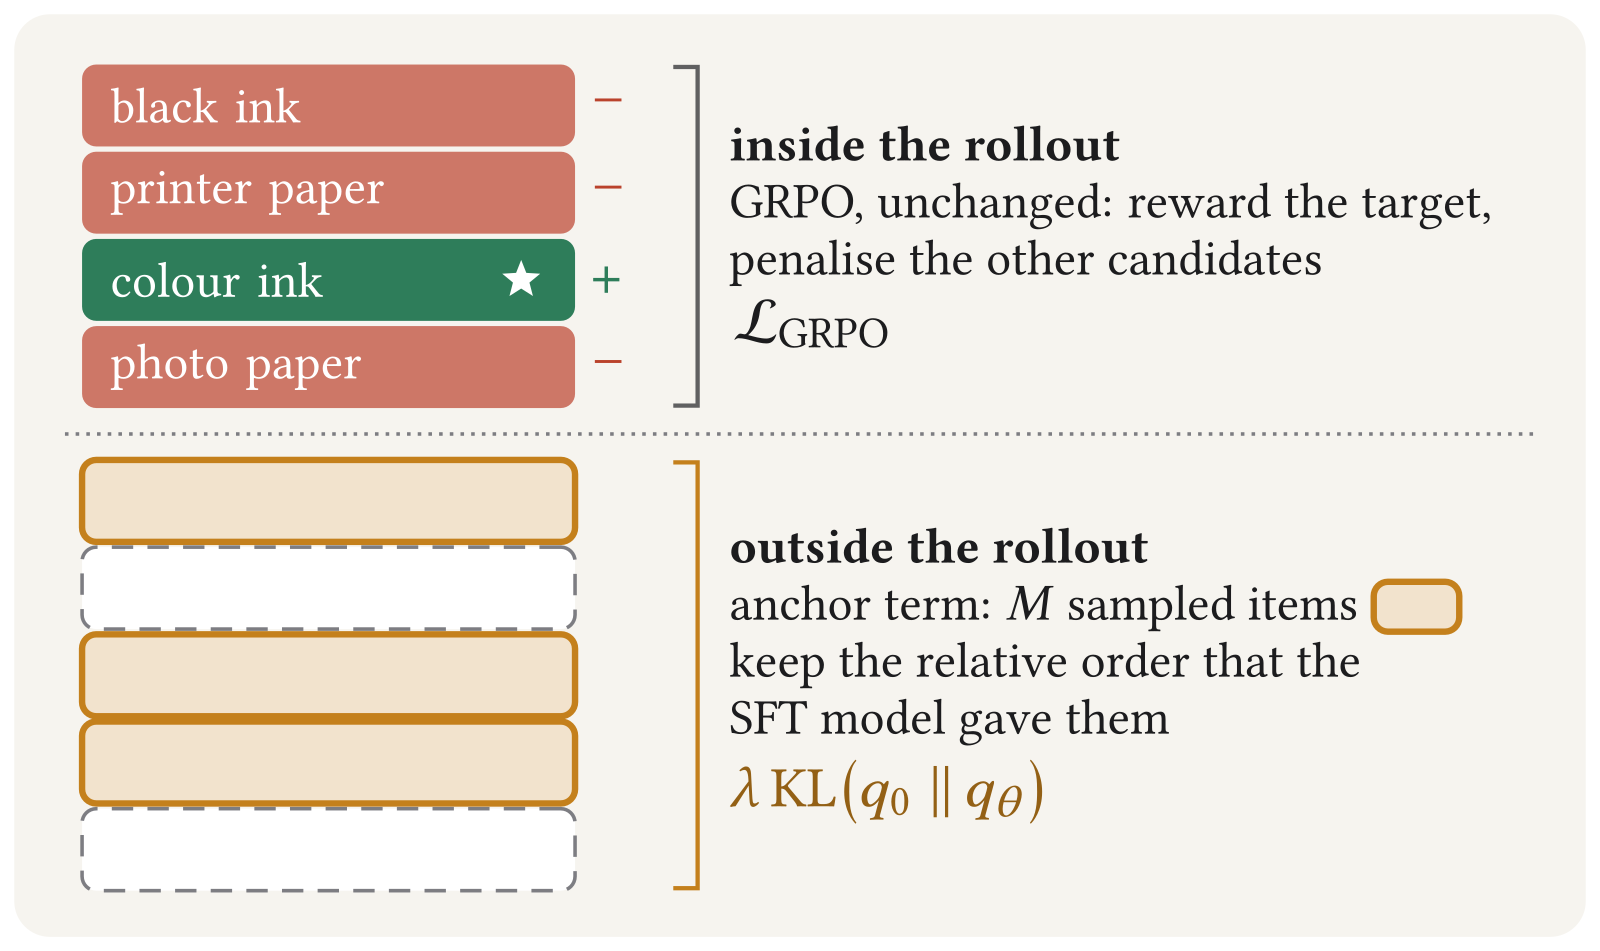 black ink −
printer paper −
colour ink ★ +
photo paper −
inside the rollout
GRPO, unchanged: reward the target,
penalise the other candidates
ℒ_GRPO
outside the rollout
anchor term: M sampled items
keep the relative order that the
SFT model gave them
λ KL(q₀ ∥ q_θ)